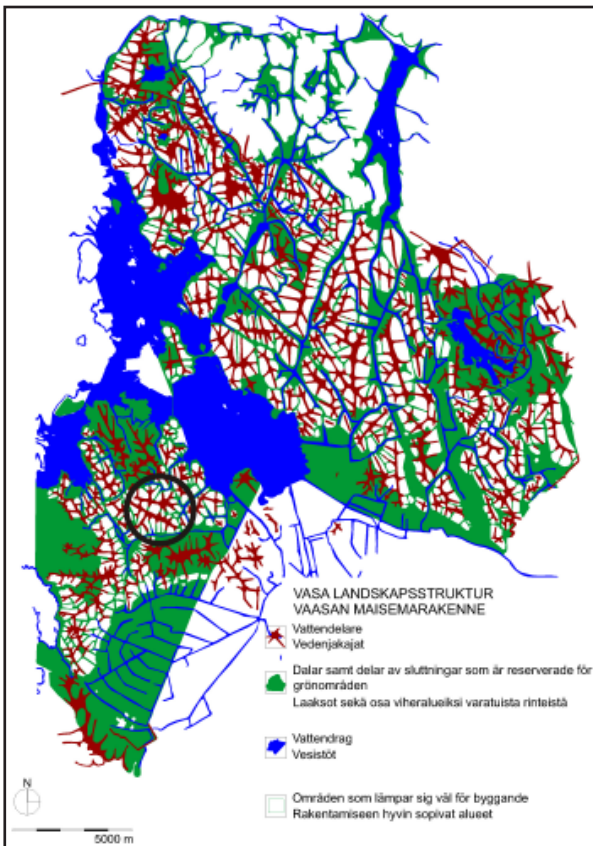 VASA LANDSKAPSSTRUKTUR
VAASAN MAISEMARAKENNE
Vattendelare
Vedenjakajat
Dalar samt delar av sluttningar som är reserverade för
grönområden
Laaksot sekä osa viheralueiksi varatuista rinteistä
Vattendrag
Vesistöt
Områden som lämpar sig väl för byggande
Rakentamiseen hyvin sopivat alueet
N
5000 m